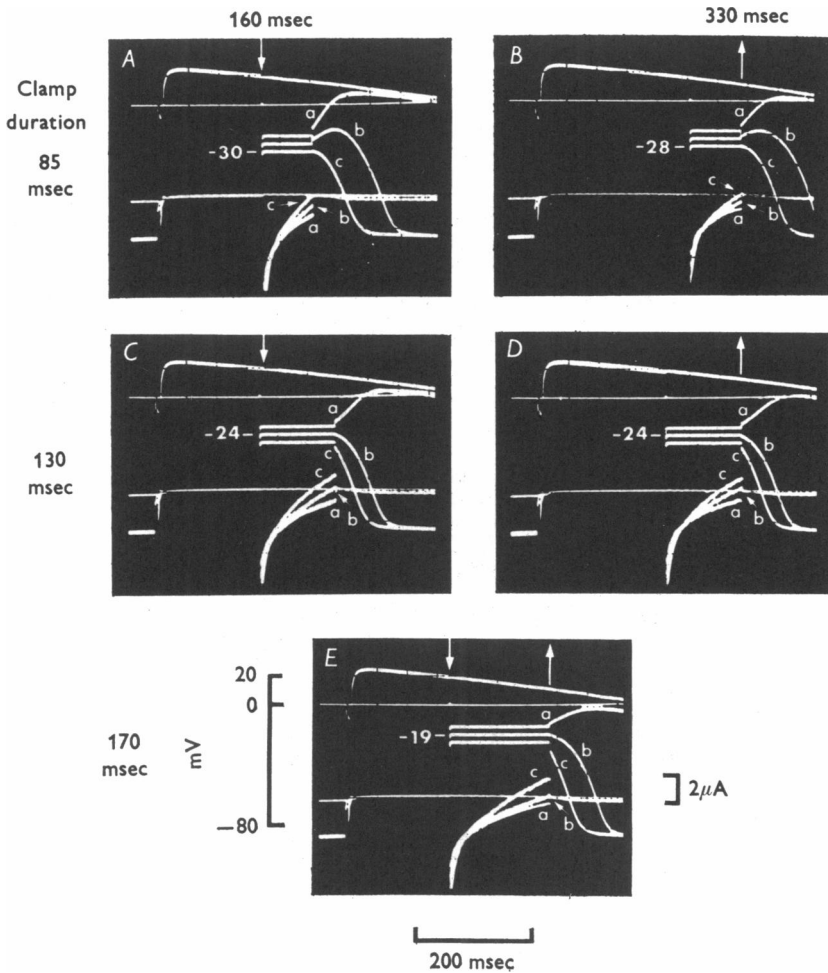 160 msec
330 msec
Clamp
duration
85
msec
A
a
b
c
-30-
c
b
a
B
a
b
c
-28-
c
b
a
130
msec
C
a
b
c
-24-
c
b
a
D
a
b
c
-24-
c
b
a
170
msec
mV
20
0
-80
E
a
b
c
-19-
c
b
a
2μA
200 msec